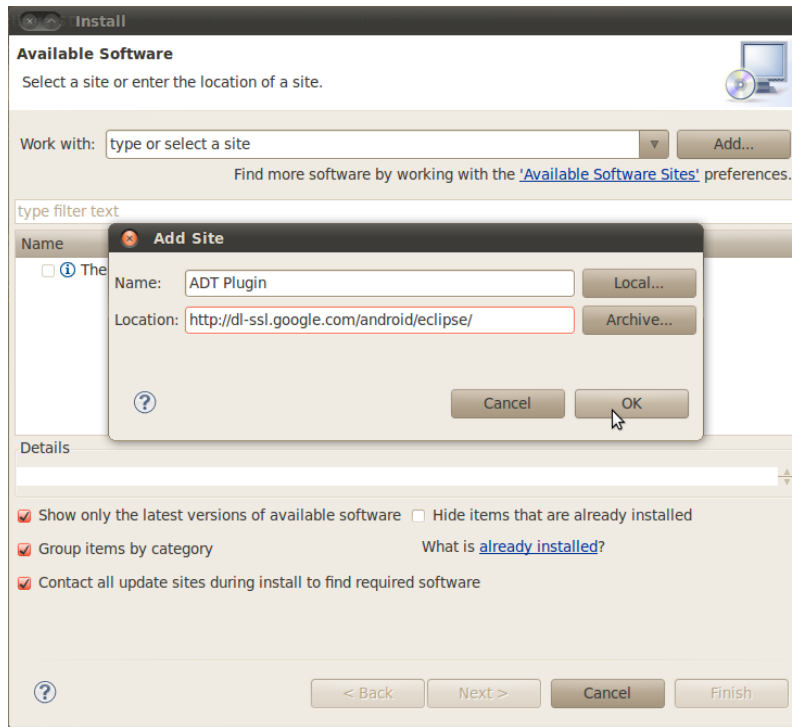 Install
Available Software
Select a site or enter the location of a site.
Work with: type or select a site Add...
Find more software by working with the 'Available Software Sites' preferences.
type filter text
Name
The
Add Site
Name: ADT Plugin Local...
Location: http://dl-ssl.google.com/android/eclipse/ Archive...
? Cancel OK
Details
Show only the latest versions of available software Hide items that are already installed
Group items by category What is already installed?
Contact all update sites during install to find required software
? < Back Next > Cancel Finish